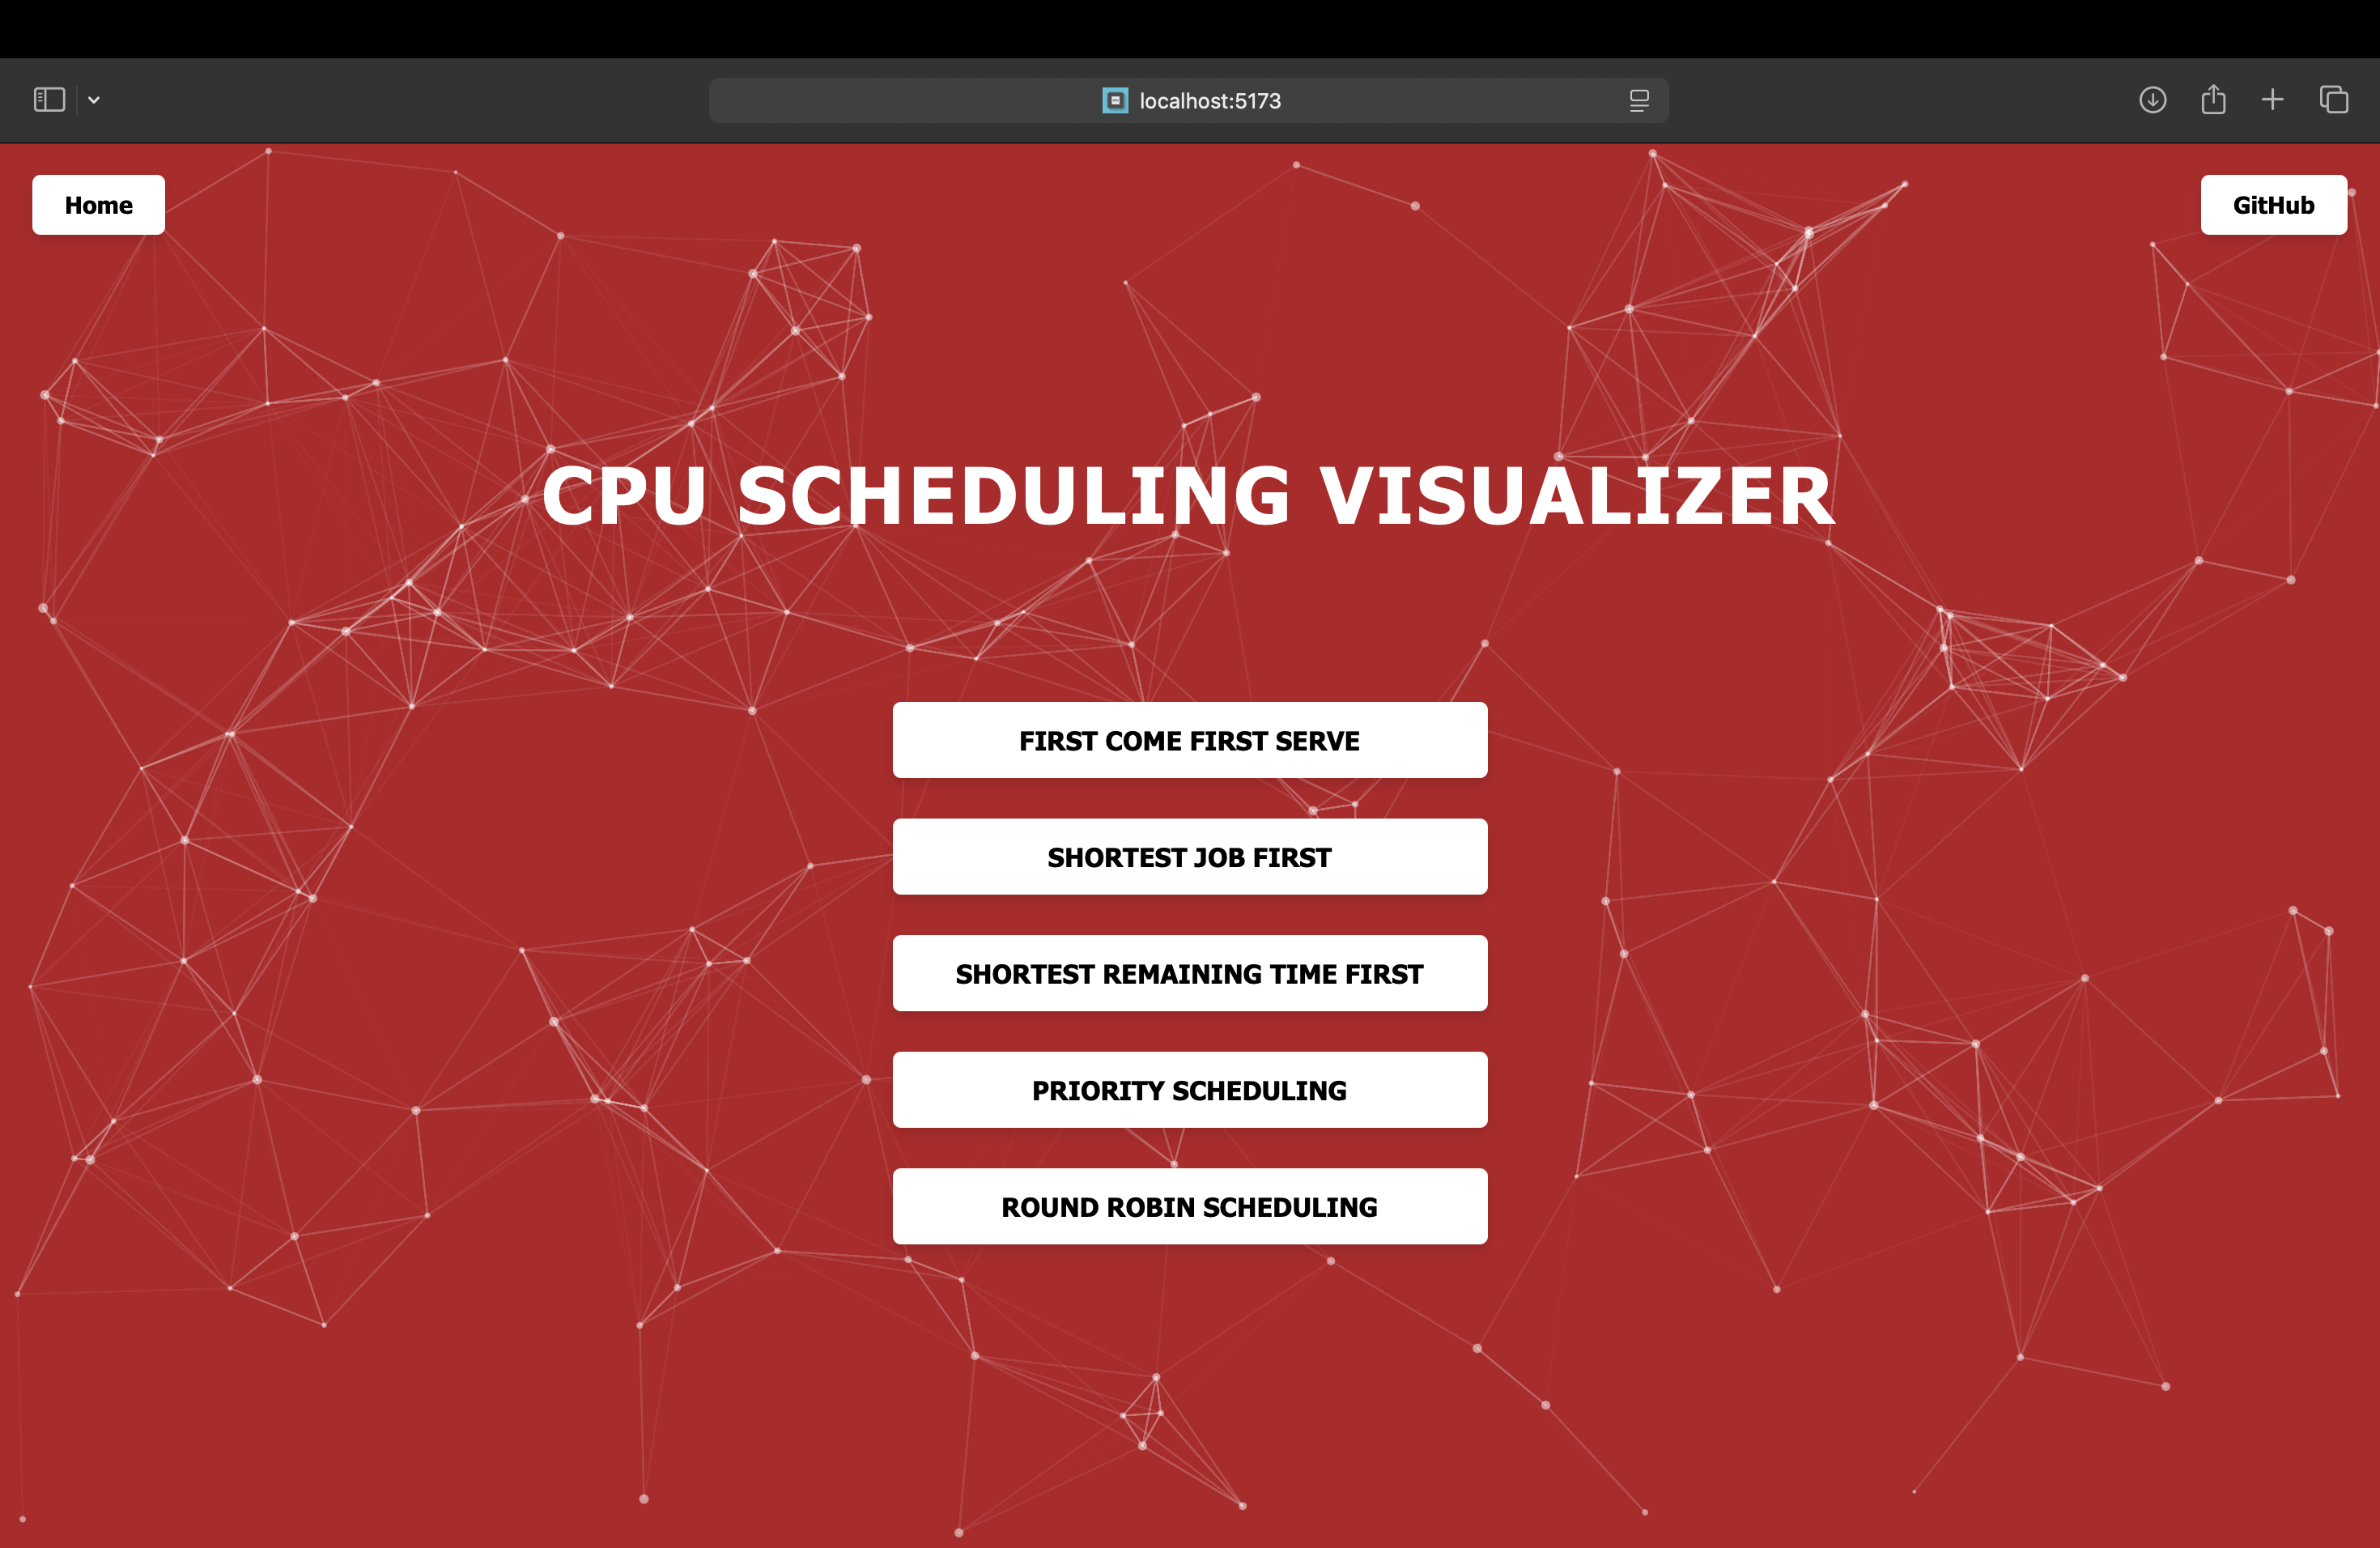 localhost:5173
Home
GitHub
CPU SCHEDULING VISUALIZER
FIRST COME FIRST SERVE
SHORTEST JOB FIRST
SHORTEST REMAINING TIME FIRST
PRIORITY SCHEDULING
ROUND ROBIN SCHEDULING